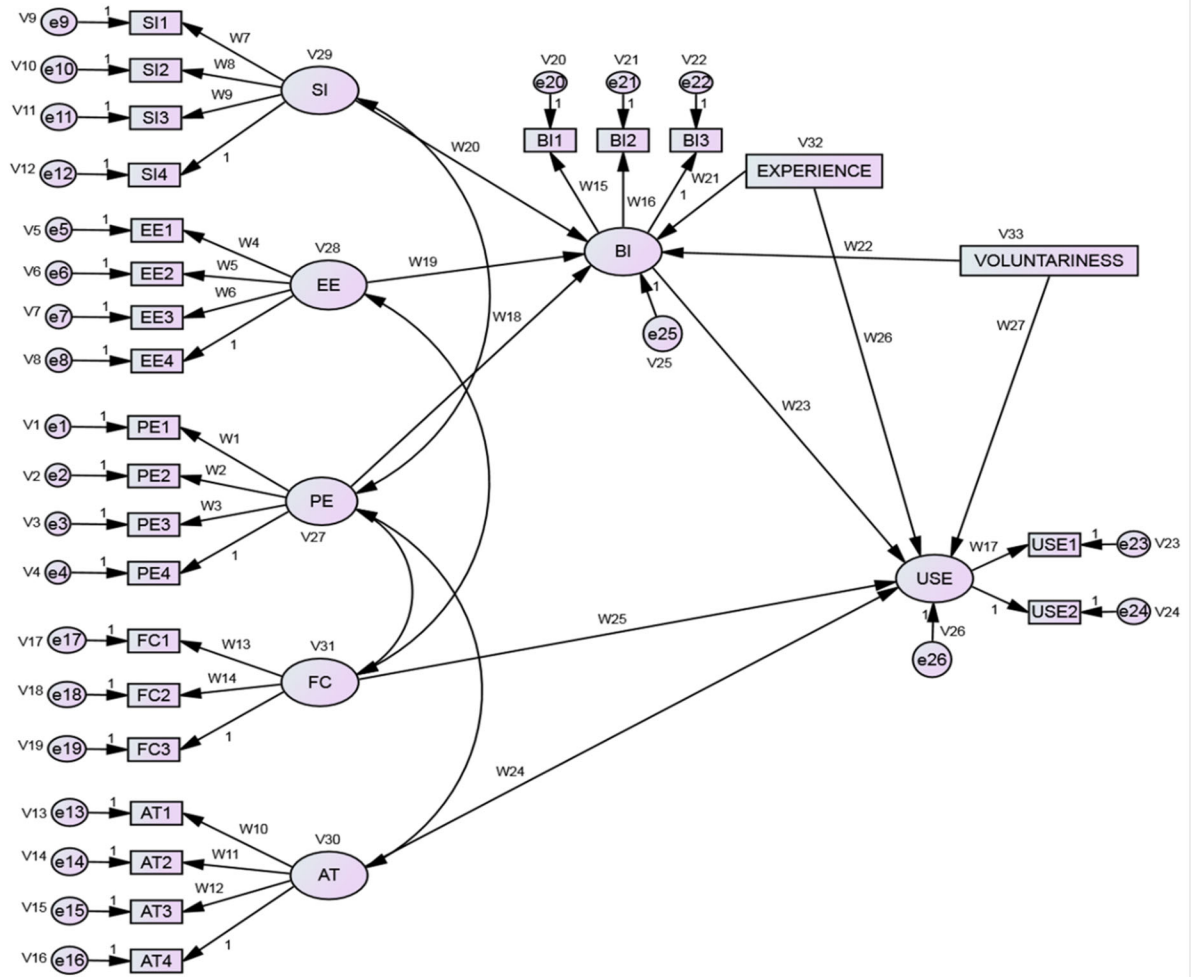 V9 e9 1 SI1
V10 e10 1 SI2
V11 e11 1 SI3
V12 e12 1 SI4
W7
W8
W9
1
V29
SI
V5 e5 1 EE1
V6 e6 1 EE2
V7 e7 1 EE3
V8 e8 1 EE4
W4
W5
W6
1
V28
EE
V1 e1 1 PE1
V2 e2 1 PE2
V3 e3 1 PE3
V4 e4 1 PE4
W1
W2
W3
1
PE
V27
V17 e17 1 FC1
V18 e18 1 FC2
V19 e19 1 FC3
W13
W14
1
V31
FC
V13 e13 1 AT1
V14 e14 1 AT2
V15 e15 1 AT3
V16 e16 1 AT4
W10
W11
W12
1
V30
AT
W20
W19
W18
V20 V21 V22
e20 e21 e22
1 1 1
BI1 BI2 BI3
W15 W16 1 W21
BI
1
e25
V25
V32
EXPERIENCE
V33
VOLUNTARINESS
W22
W26
W27
W23
W25
W24
USE
W17
1
USE1 1 e23 V23
USE2 1 e24 V24
1
V26
e26